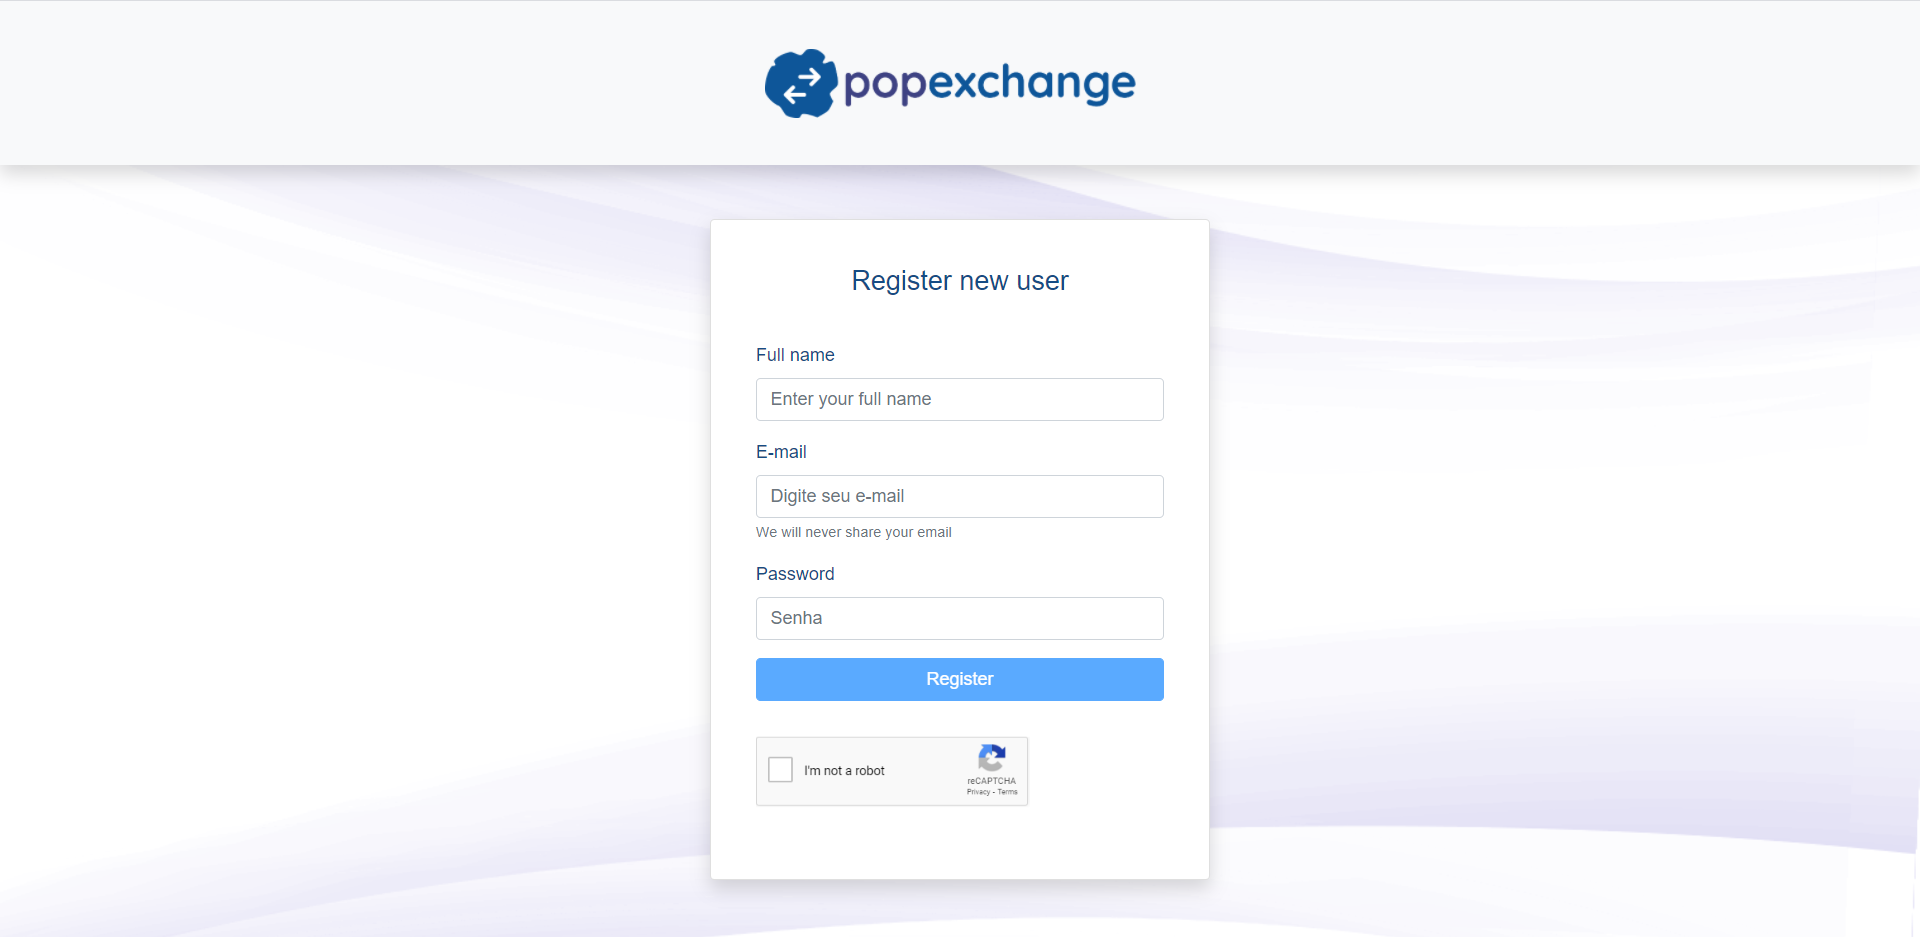 popexchange
Register new user
Full name
Enter your full name
E-mail
Digite seu e-mail
We will never share your email
Password
Senha
Register
I'm not a robot
reCAPTCHA
Privacy - Terms